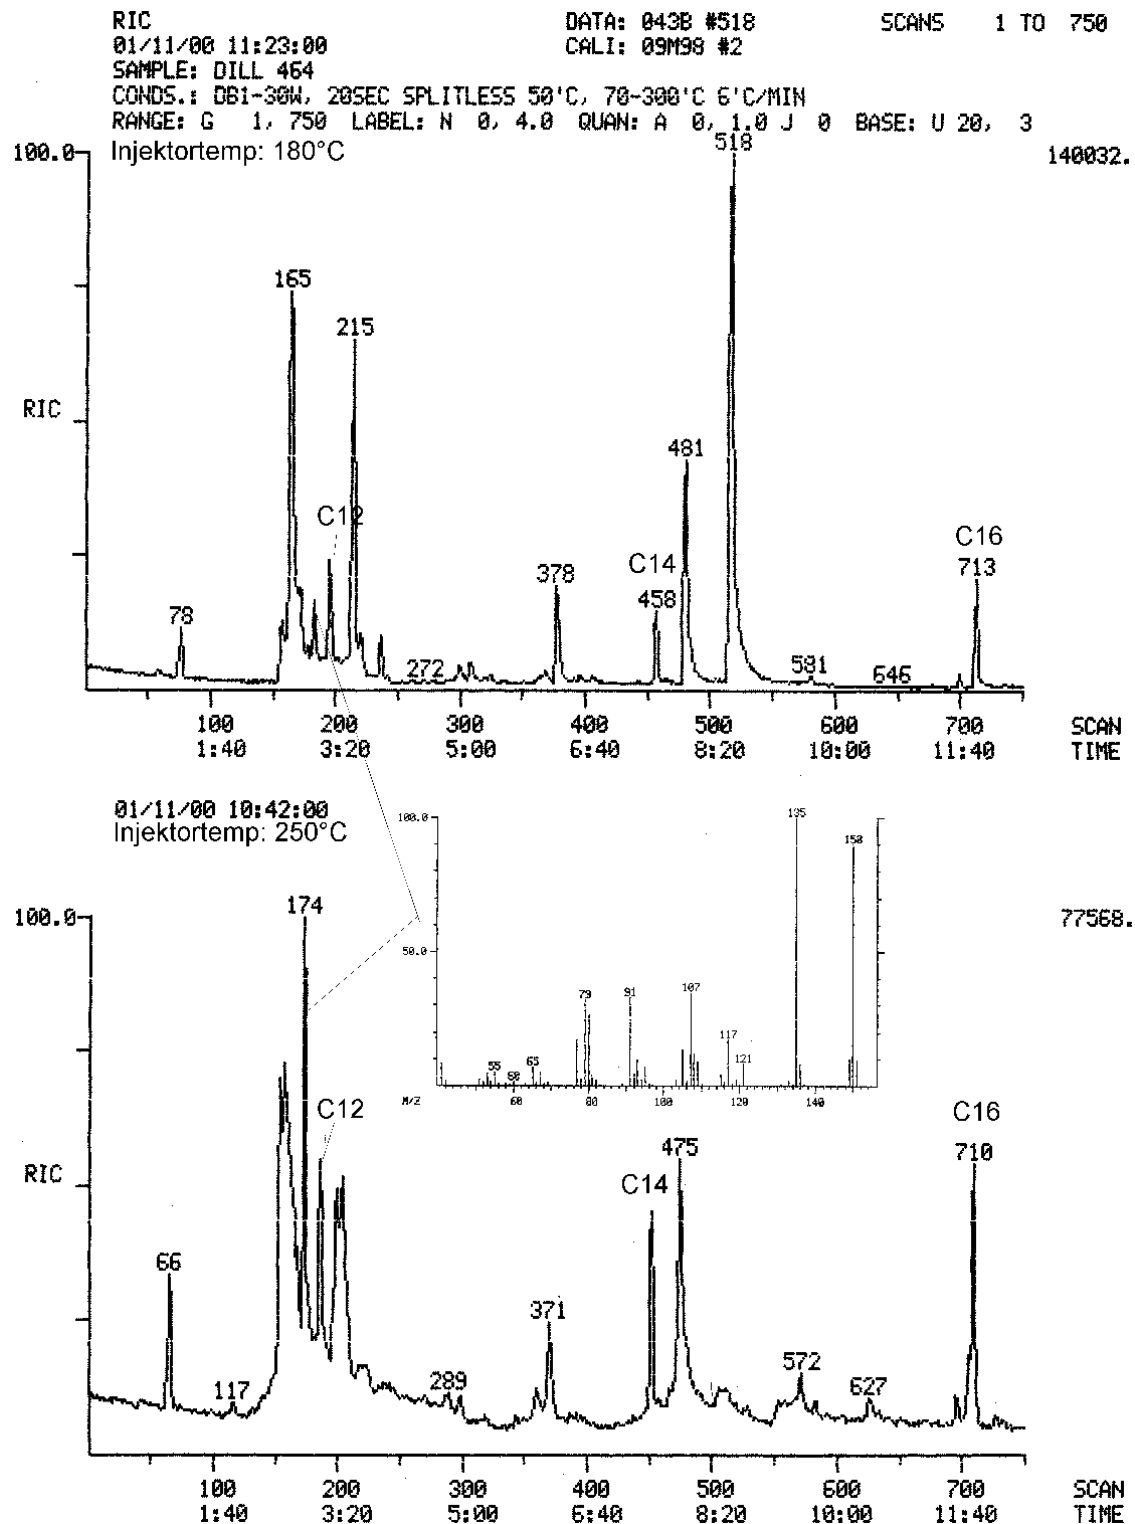 RIC DATA: 043B #518 SCANS 1 TO 750
01/11/00 11:23:00 CALI: 09M98 #2
SAMPLE: DILL 464
CONDS.: DB1-30W, 20SEC SPLITLESS 50'C, 70-300'C 6'C/MIN
RANGE: G 1, 750 LABEL: N 0, 4.0 QUAN: A 0, 1.0 J 0 BASE: U 20, 3
100.0 Injektortemp: 180°C 518 140032.
165
215
RIC
481
C12
C16
C14
378 713
458
78
581
272 646
100 200 300 400 500 600 700 SCAN
1:40 3:20 5:00 6:40 8:20 10:00 11:40 TIME
01/11/00 10:42:00
Injektortemp: 250°C
100.0 135
150
174
100.0 77568.
50.0
79 91 107
117
55 60 65 121
M/Z 60 80 100 120 140
C12 C16
475 710
RIC C14
66
371
572
117 289 627
100 200 300 400 500 600 700 SCAN
1:40 3:20 5:00 6:40 8:20 10:00 11:40 TIME